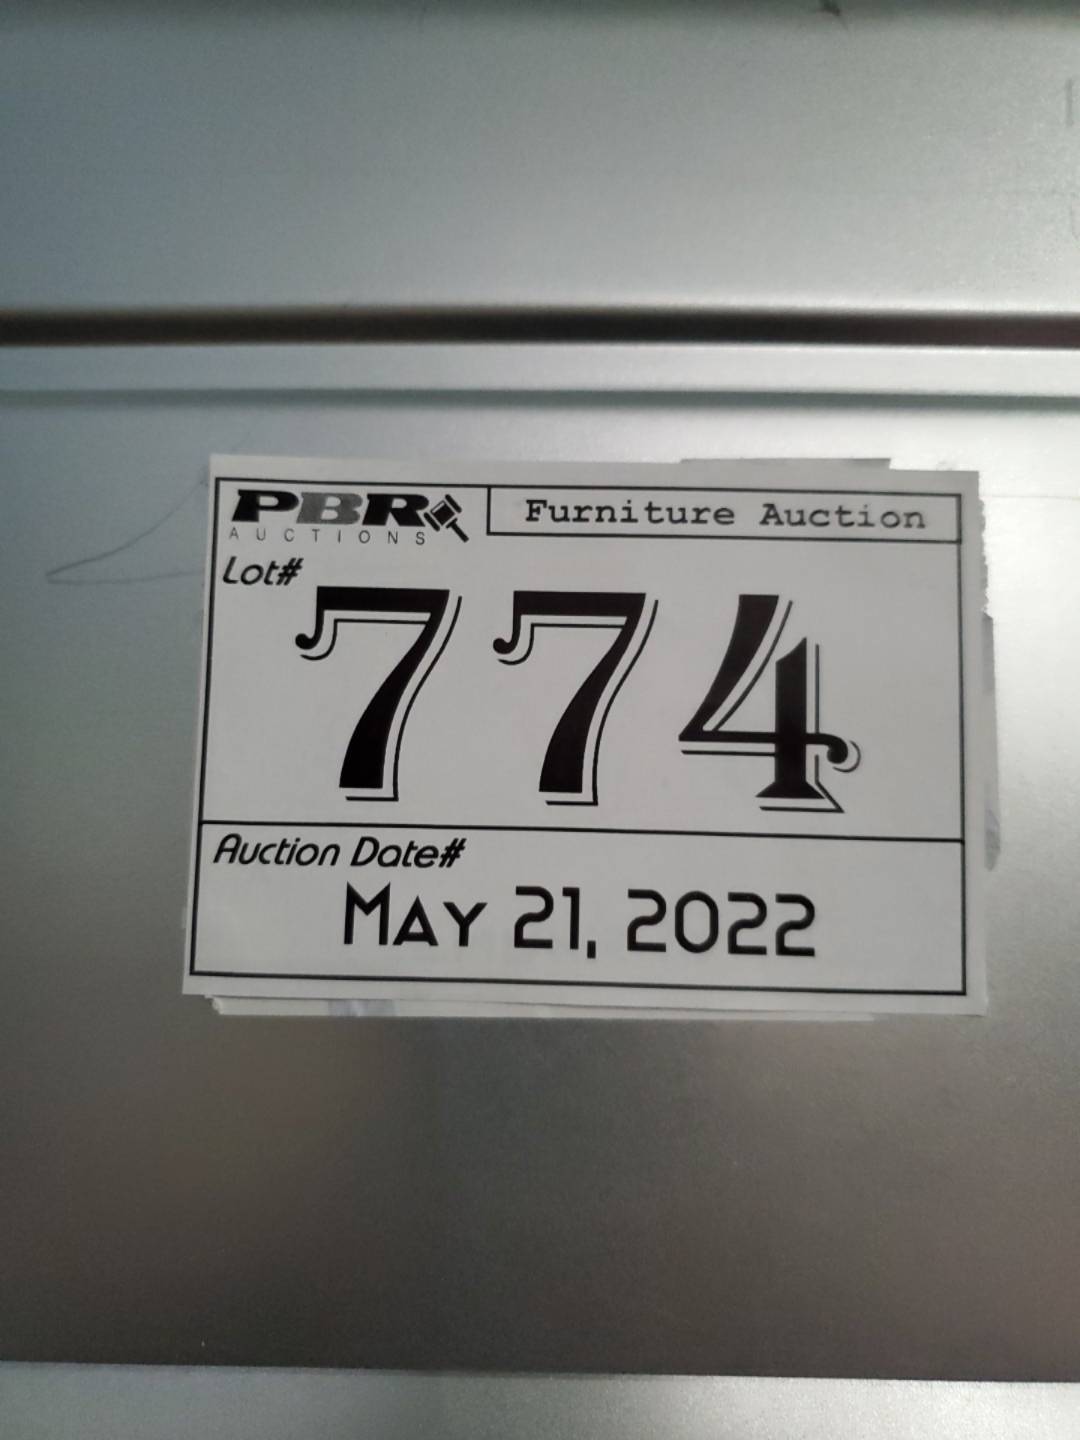 PBR
AUCTIONS
Furniture Auction
Lot#
774
Auction Date#
May 21, 2022